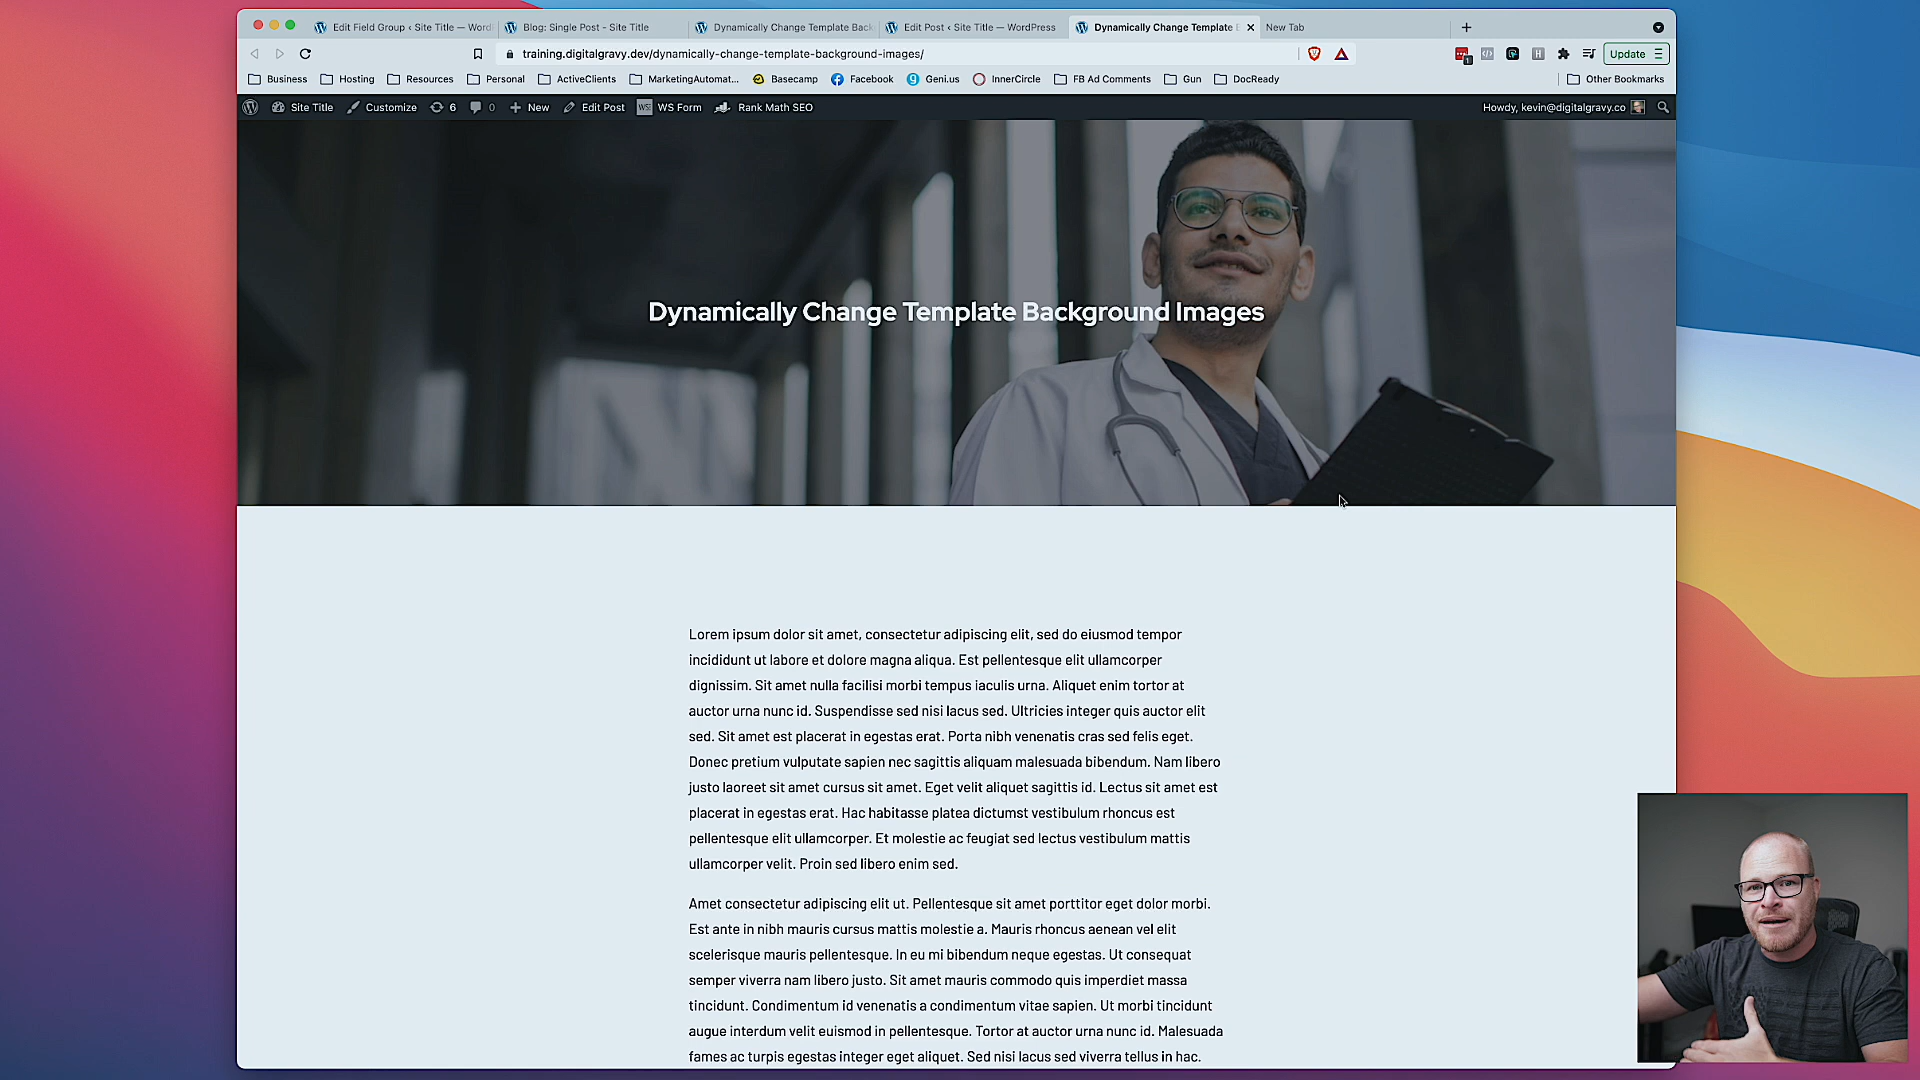 Edit Field Group ‹ Site Title — Word
Blog: Single Post - Site Title
Dynamically Change Template Back
Edit Post ‹ Site Title — WordPress
Dynamically Change Template B
New Tab
training.digitalgravy.dev/dynamically-change-template-background-images/
1
Update
Business
Hosting
Resources
Personal
ActiveClients
MarketingAutomat...
Basecamp
Facebook
Geni.us
InnerCircle
FB Ad Comments
Gun
DocReady
Other Bookmarks
Site Title
Customize
6
0
New
Edit Post
WS Form
Rank Math SEO
Howdy, kevin@digitalgravy.co
Dynamically Change Template Background Images
Lorem ipsum dolor sit amet, consectetur adipiscing elit, sed do eiusmod tempor
incididunt ut labore et dolore magna aliqua. Est pellentesque elit ullamcorper
dignissim. Sit amet nulla facilisi morbi tempus iaculis urna. Aliquet enim tortor at
auctor urna nunc id. Suspendisse sed nisi lacus sed. Ultricies integer quis auctor elit
sed. Sit amet est placerat in egestas erat. Porta nibh venenatis cras sed felis eget.
Donec pretium vulputate sapien nec sagittis aliquam malesuada bibendum. Nam libero
justo laoreet sit amet cursus sit amet. Eget velit aliquet sagittis id. Lectus sit amet est
placerat in egestas erat. Hac habitasse platea dictumst vestibulum rhoncus est
pellentesque elit ullamcorper. Et molestie ac feugiat sed lectus vestibulum mattis
ullamcorper velit. Proin sed libero enim sed.
Amet consectetur adipiscing elit ut. Pellentesque sit amet porttitor eget dolor morbi.
Est ante in nibh mauris cursus mattis molestie a. Mauris rhoncus aenean vel elit
scelerisque mauris pellentesque. In eu mi bibendum neque egestas. Ut consequat
semper viverra nam libero justo. Sit amet mauris commodo quis imperdiet massa
tincidunt. Condimentum id venenatis a condimentum vitae sapien. Ut morbi tincidunt
augue interdum velit euismod in pellentesque. Tortor at auctor urna nunc id. Malesuada
fames ac turpis egestas integer eget aliquet. Sed nisi lacus sed viverra tellus in hac.